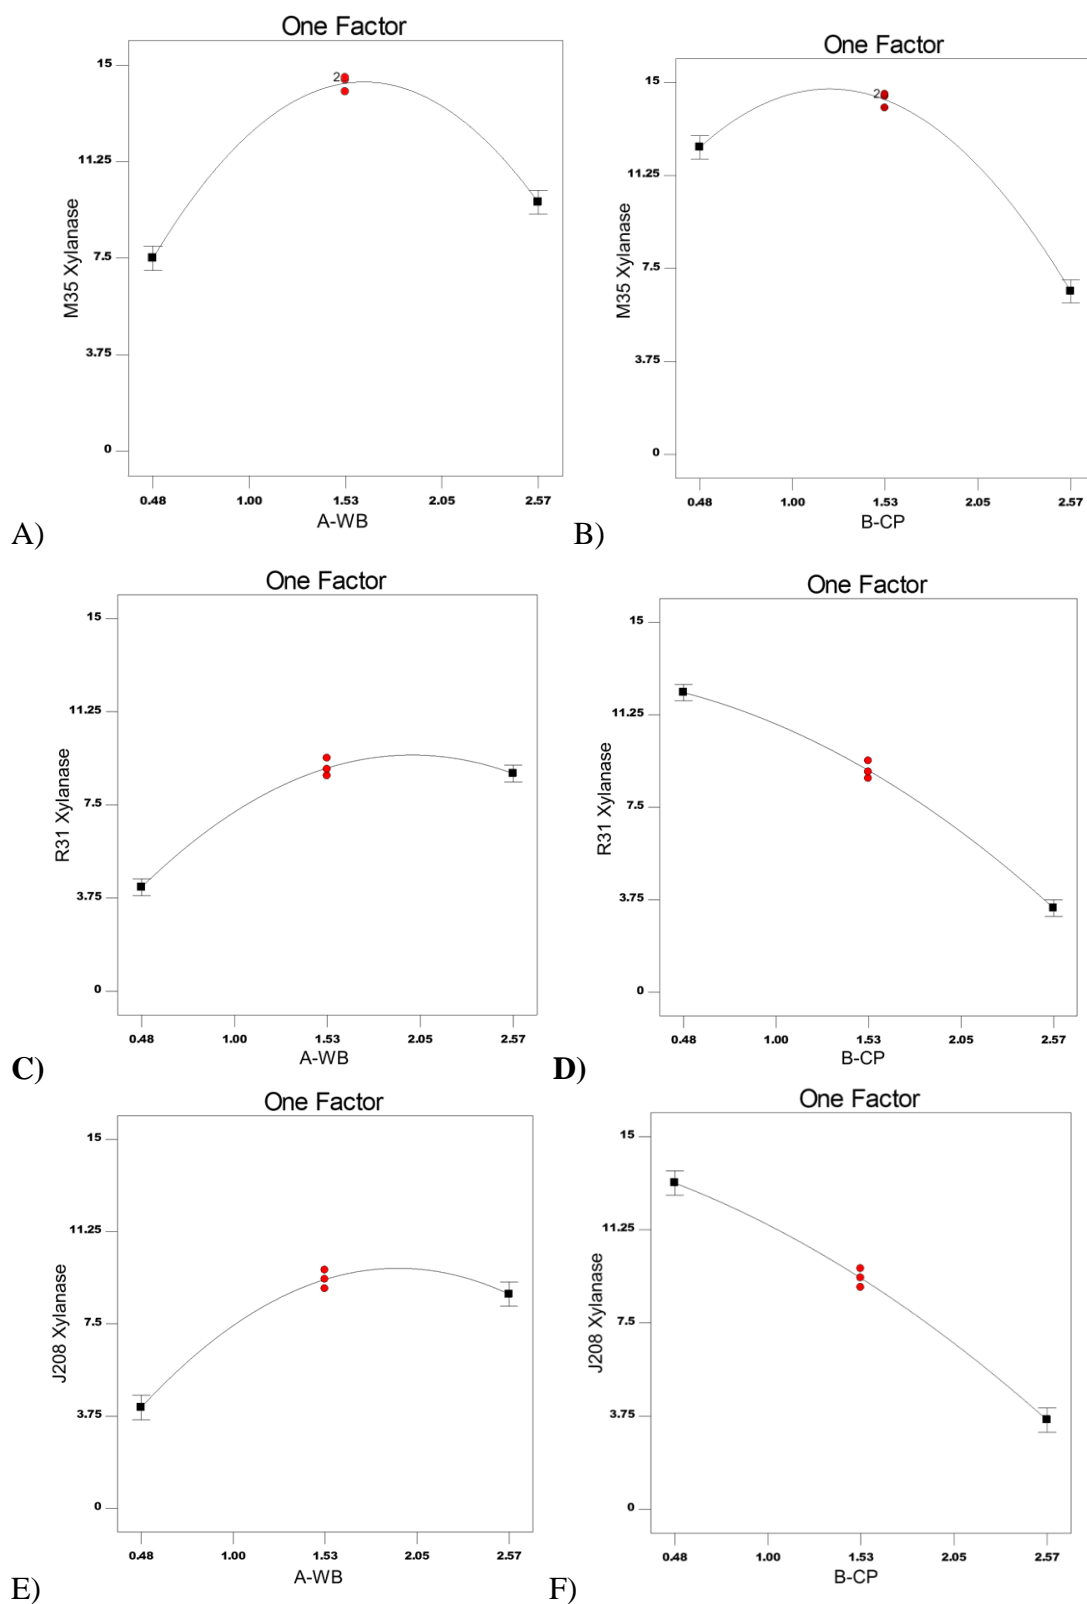 One Factor
15
11.25
7.5
3.75
0
M35 Xylanase
2
0.48 1.00 1.53 2.05 2.57
A-WB
A)
One Factor
15
11.25
7.5
3.75
0
M35 Xylanase
2
0.48 1.00 1.53 2.05 2.57
B-CP
B)
One Factor
15
11.25
7.5
3.75
0
R31 Xylanase
0.48 1.00 1.53 2.05 2.57
A-WB
C)
One Factor
15
11.25
7.5
3.75
0
R31 Xylanase
0.48 1.00 1.53 2.05 2.57
B-CP
D)
One Factor
15
11.25
7.5
3.75
0
J208 Xylanase
0.48 1.00 1.53 2.05 2.57
A-WB
E)
One Factor
15
11.25
7.5
3.75
0
J208 Xylanase
0.48 1.00 1.53 2.05 2.57
B-CP
F)